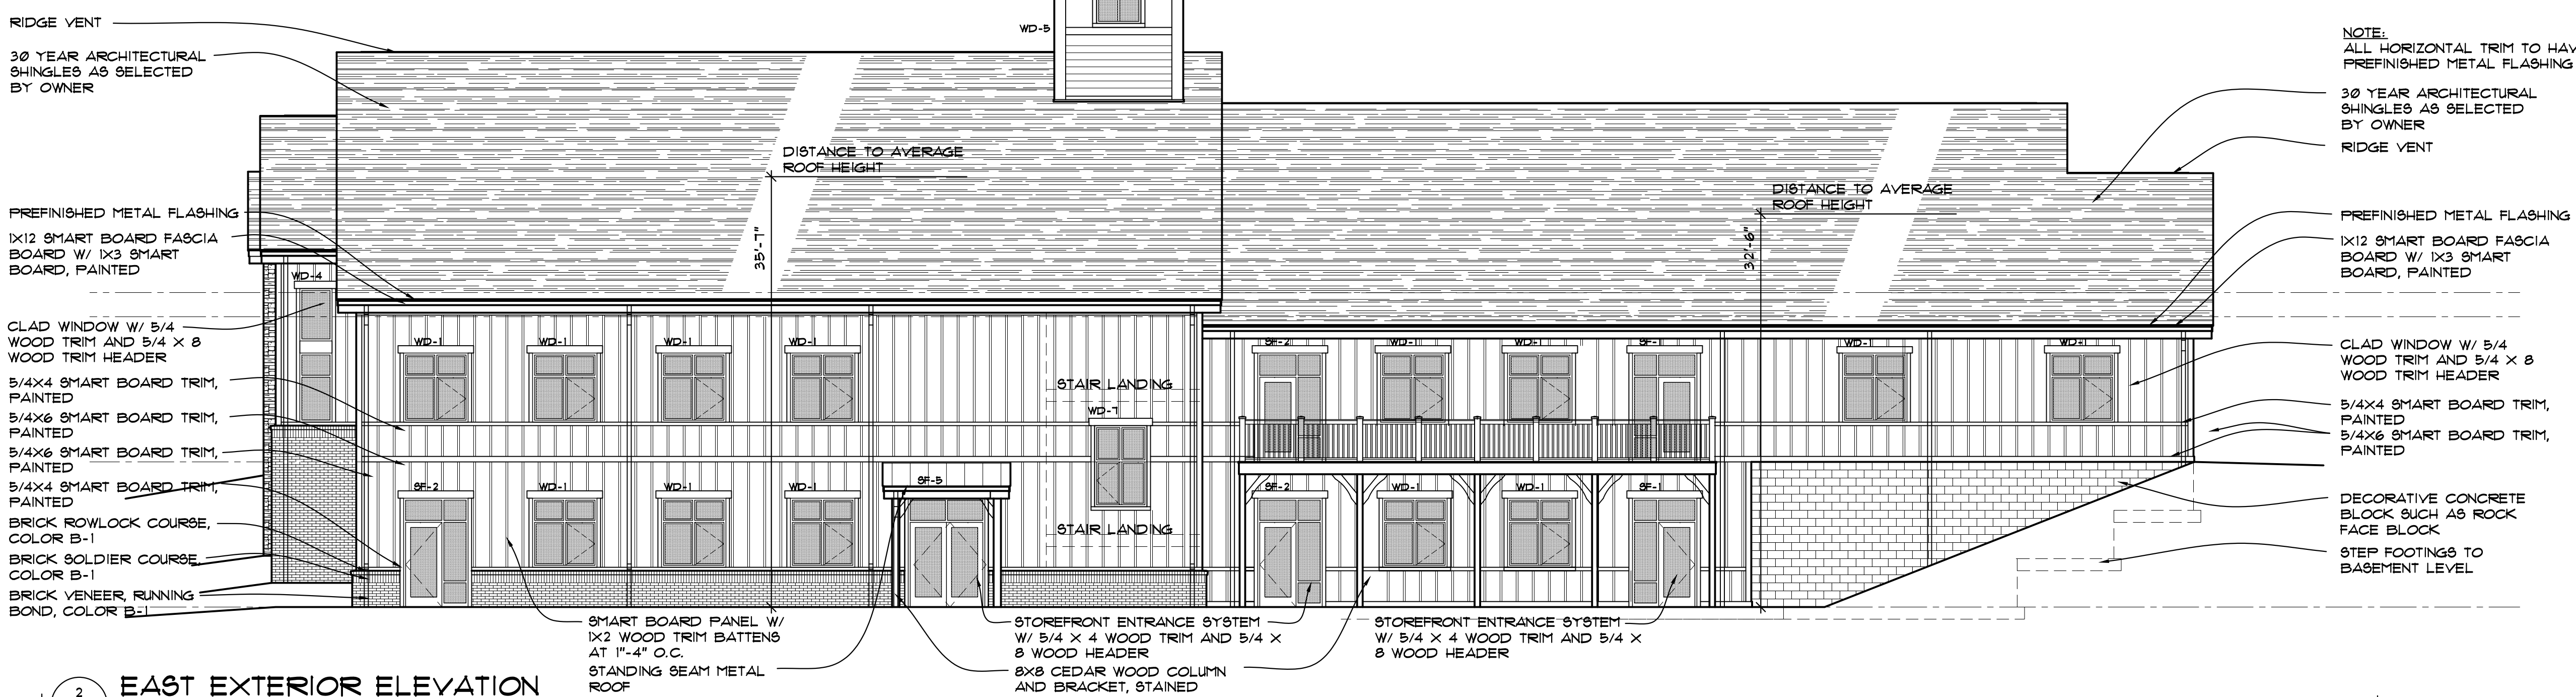 RIDGE VENT
30 YEAR ARCHITECTURAL
SHINGLES AS SELECTED
BY OWNER
PREFINISHED METAL FLASHING
1X12 SMART BOARD FASCIA
BOARD W/ 1X3 SMART
BOARD, PAINTED
CLAD WINDOW W/ 5/4
WOOD TRIM AND 5/4 X 8
WOOD TRIM HEADER
5/4X4 SMART BOARD TRIM,
PAINTED
5/4X6 SMART BOARD TRIM,
PAINTED
5/4X6 SMART BOARD TRIM,
PAINTED
5/4X4 SMART BOARD TRIM,
PAINTED
BRICK ROWLOCK COURSE,
COLOR B-1
BRICK SOLDIER COURSE,
COLOR B-1
BRICK VENEER, RUNNING
BOND, COLOR B-1
WD-5
DISTANCE TO AVERAGE
ROOF HEIGHT
35'-7"
DISTANCE TO AVERAGE
ROOF HEIGHT
32'-6"
WD-4
WD-1
WD-1
WD-1
WD-1
STAIR LANDING
WD-7
SF-2
WD-1
WD-1
SF-1
WD-1
WD-1
SF-2
WD-1
WD-1
WD-1
SF-5
STAIR LANDING
SF-2
WD-1
WD-1
SF-1
NOTE:
ALL HORIZONTAL TRIM TO HAV
PREFINISHED METAL FLASHING
30 YEAR ARCHITECTURAL
SHINGLES AS SELECTED
BY OWNER
RIDGE VENT
PREFINISHED METAL FLASHING
1X12 SMART BOARD FASCIA
BOARD W/ 1X3 SMART
BOARD, PAINTED
CLAD WINDOW W/ 5/4
WOOD TRIM AND 5/4 X 8
WOOD TRIM HEADER
5/4X4 SMART BOARD TRIM,
PAINTED
5/4X6 SMART BOARD TRIM,
PAINTED
DECORATIVE CONCRETE
BLOCK SUCH AS ROCK
FACE BLOCK
STEP FOOTINGS TO
BASEMENT LEVEL
SMART BOARD PANEL W/
1X2 WOOD TRIM BATTENS
AT 1"-4" O.C.
STANDING SEAM METAL
ROOF
STOREFRONT ENTRANCE SYSTEM
W/ 5/4 X 4 WOOD TRIM AND 5/4 X
8 WOOD HEADER
8X8 CEDAR WOOD COLUMN
AND BRACKET, STAINED
STOREFRONT ENTRANCE SYSTEM
W/ 5/4 X 4 WOOD TRIM AND 5/4 X
8 WOOD HEADER
2
EAST EXTERIOR ELEVATION